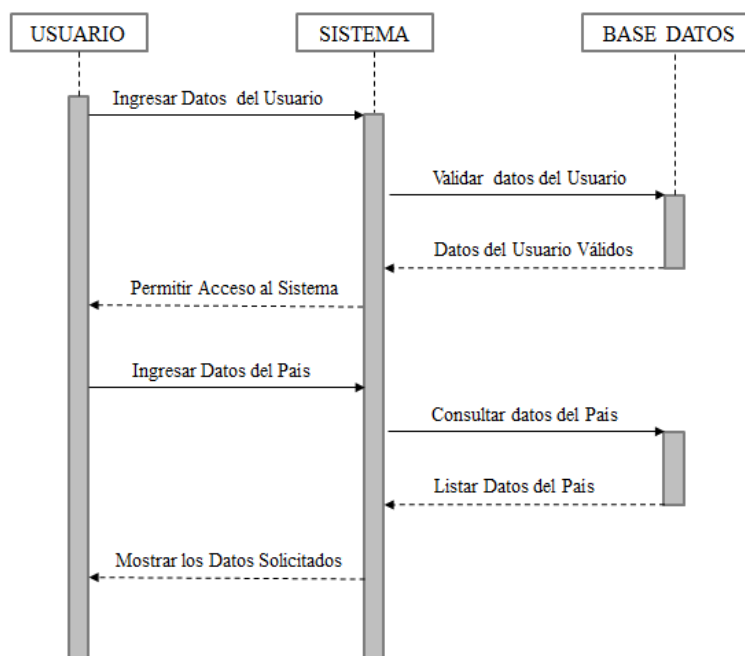 USUARIO
SISTEMA
BASE DATOS
Ingresar Datos del Usuario
Validar datos del Usuario
Datos del Usuario Válidos
Permitir Acceso al Sistema
Ingresar Datos del Pais
Consultar datos del Pais
Listar Datos del Pais
Mostrar los Datos Solicitados